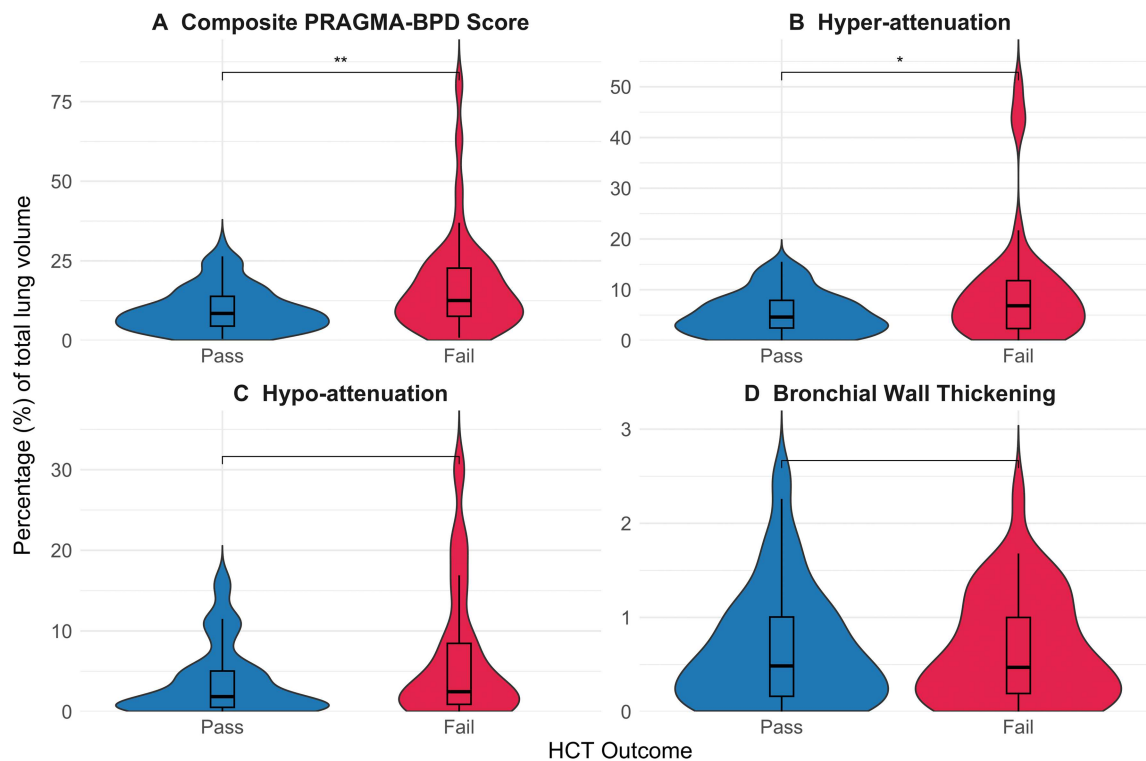 A Composite PRAGMA-BPD Score
**
75
50
25
0
Pass Fail
B Hyper-attenuation
*
50
40
30
20
10
0
Pass Fail
Percentage (%) of total lung volume
C Hypo-attenuation
30
20
10
0
Pass Fail
D Bronchial Wall Thickening
3
2
1
0
Pass Fail
HCT Outcome